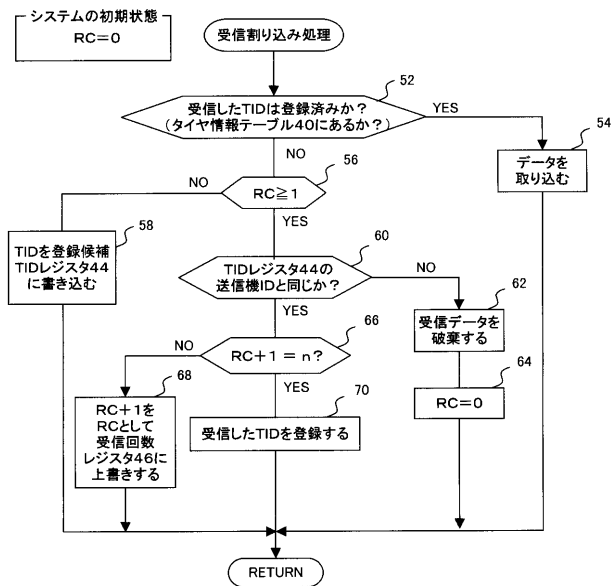 システムの初期状態
RC=0
受信割り込み処理
52
受信したTIDは登録済みか?
(タイヤ情報テーブル40にあるか?)
YES
54
NO
データを
取り込む
56
NO
RC≧1
YES
58
TIDを登録候補
TIDレジスタ44
に書き込む
60
TIDレジスタ44の
送信機IDと同じか?
NO
62
YES
受信データを
破棄する
66
NO
RC+1=n?
64
68
YES
RC=0
70
RC+1を
RCとして
受信回数
レジスタ46に
上書きする
受信したTIDを登録する
RETURN